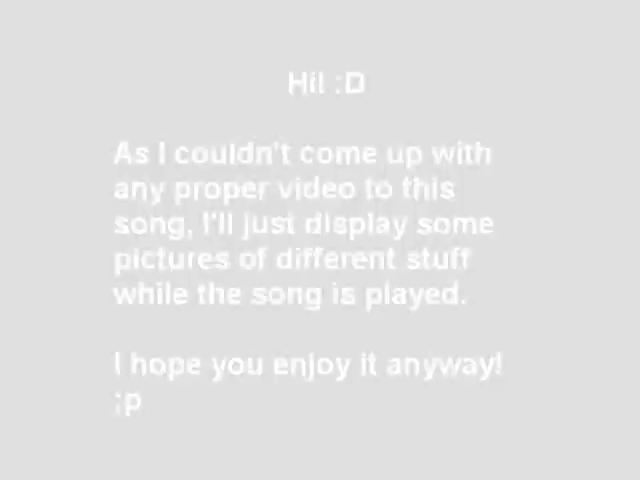 Hi! :D
As I couldn't come up with
any proper video to this
song, I'll just display some
pictures of different stuff
while the song is played.
I hope you enjoy it anyway!
;p